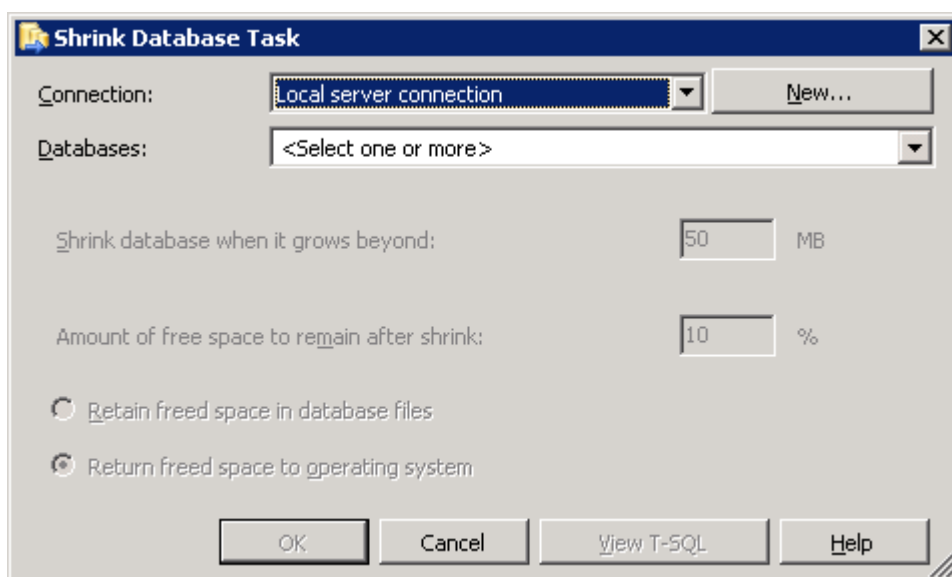 Shrink Database Task
Connection: Local server connection New...
Databases: <Select one or more>
Shrink database when it grows beyond: 50 MB
Amount of free space to remain after shrink: 10 %
Retain freed space in database files
Return freed space to operating system
OK Cancel View T-SQL Help